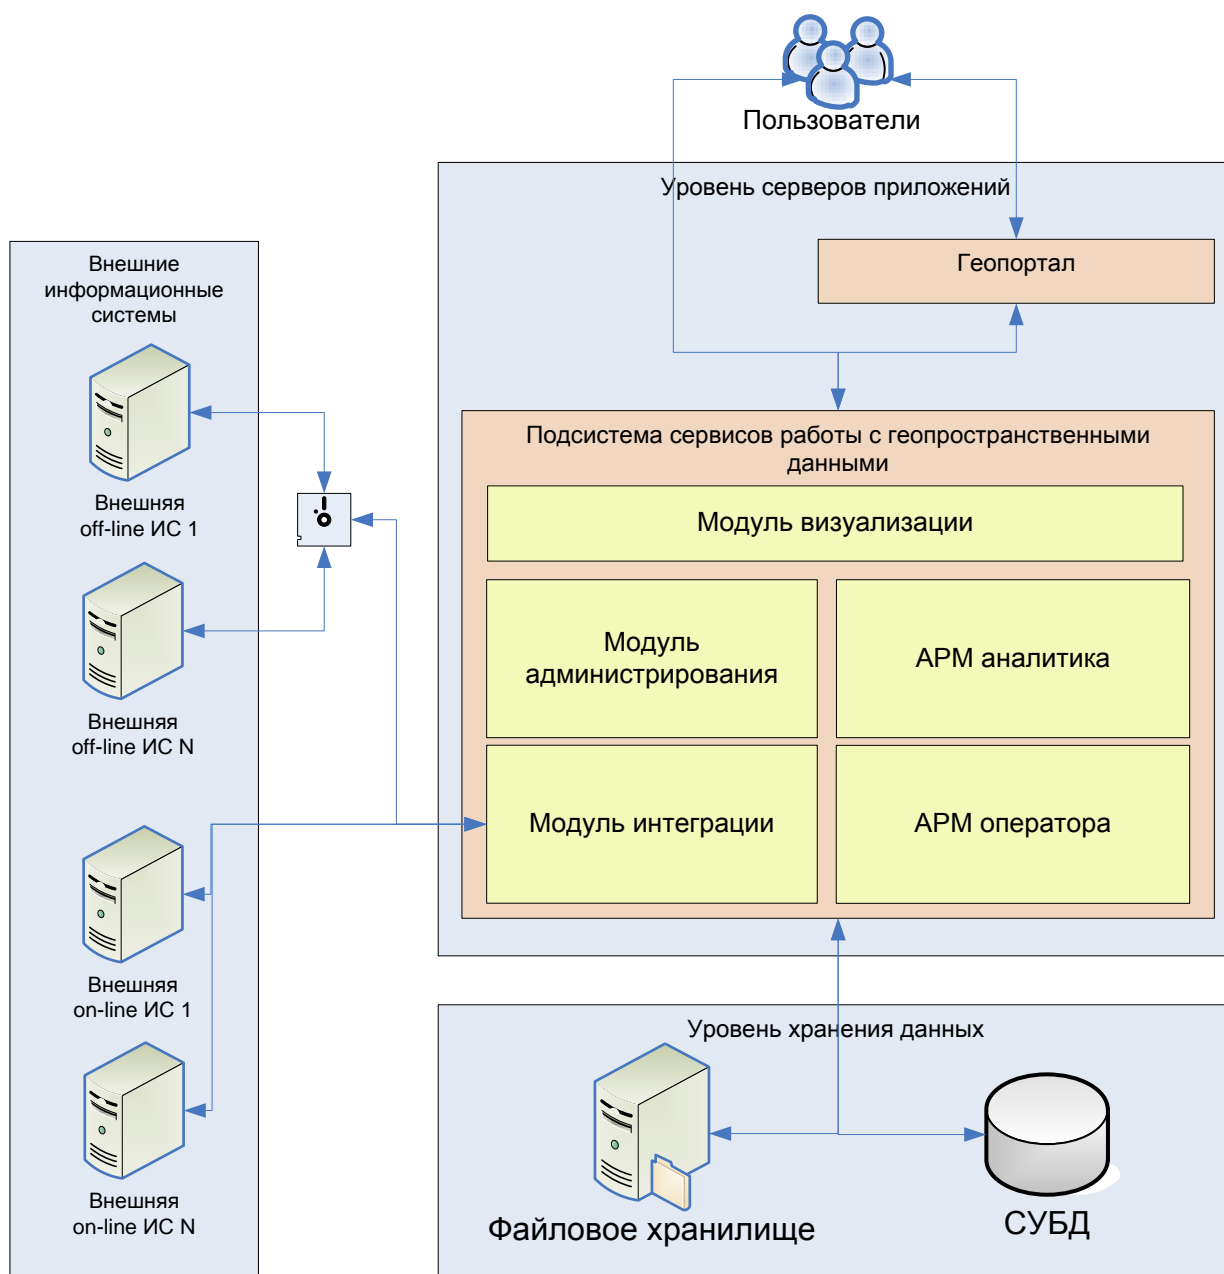 Пользователи
Уровень серверов приложений
Геопортал
Внешние
информационные
системы
Внешняя
off-line ИС 1
Внешняя
off-line ИС N
Внешняя
on-line ИС 1
Внешняя
on-line ИС N
Подсистема сервисов работы с геопространственными
данными
Модуль визуализации
Модуль
администрирования
АРМ аналитика
Модуль интеграции
АРМ оператора
Уровень хранения данных
Файловое хранилище
СУБД